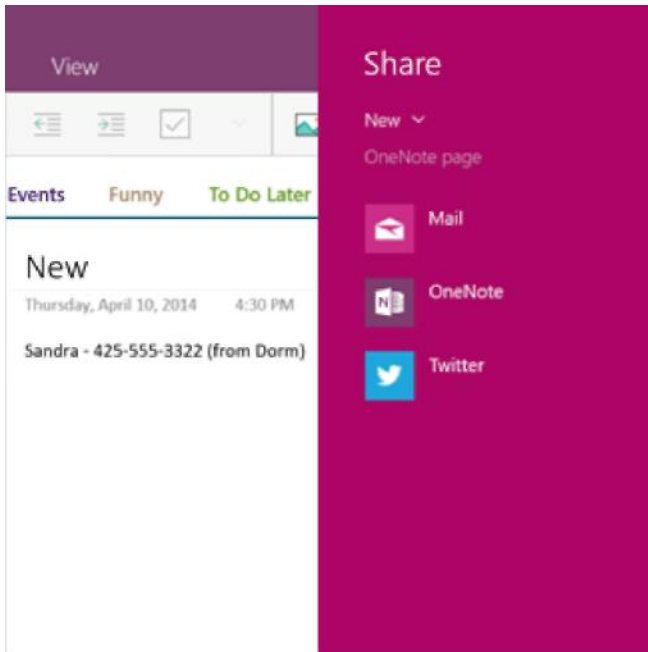 View
Events Funny To Do Later
New
Thursday, April 10, 2014 4:30 PM
Sandra - 425-555-3322 (from Dorm)
Share
New
OneNote page
Mail
N
OneNote
Twitter